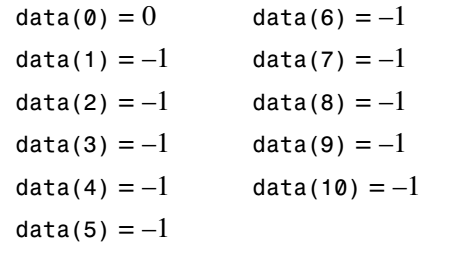 data(0) = 0
data(1) = –1
data(2) = –1
data(3) = –1
data(4) = –1
data(5) = –1
data(6) = –1
data(7) = –1
data(8) = –1
data(9) = –1
data(10) = –1